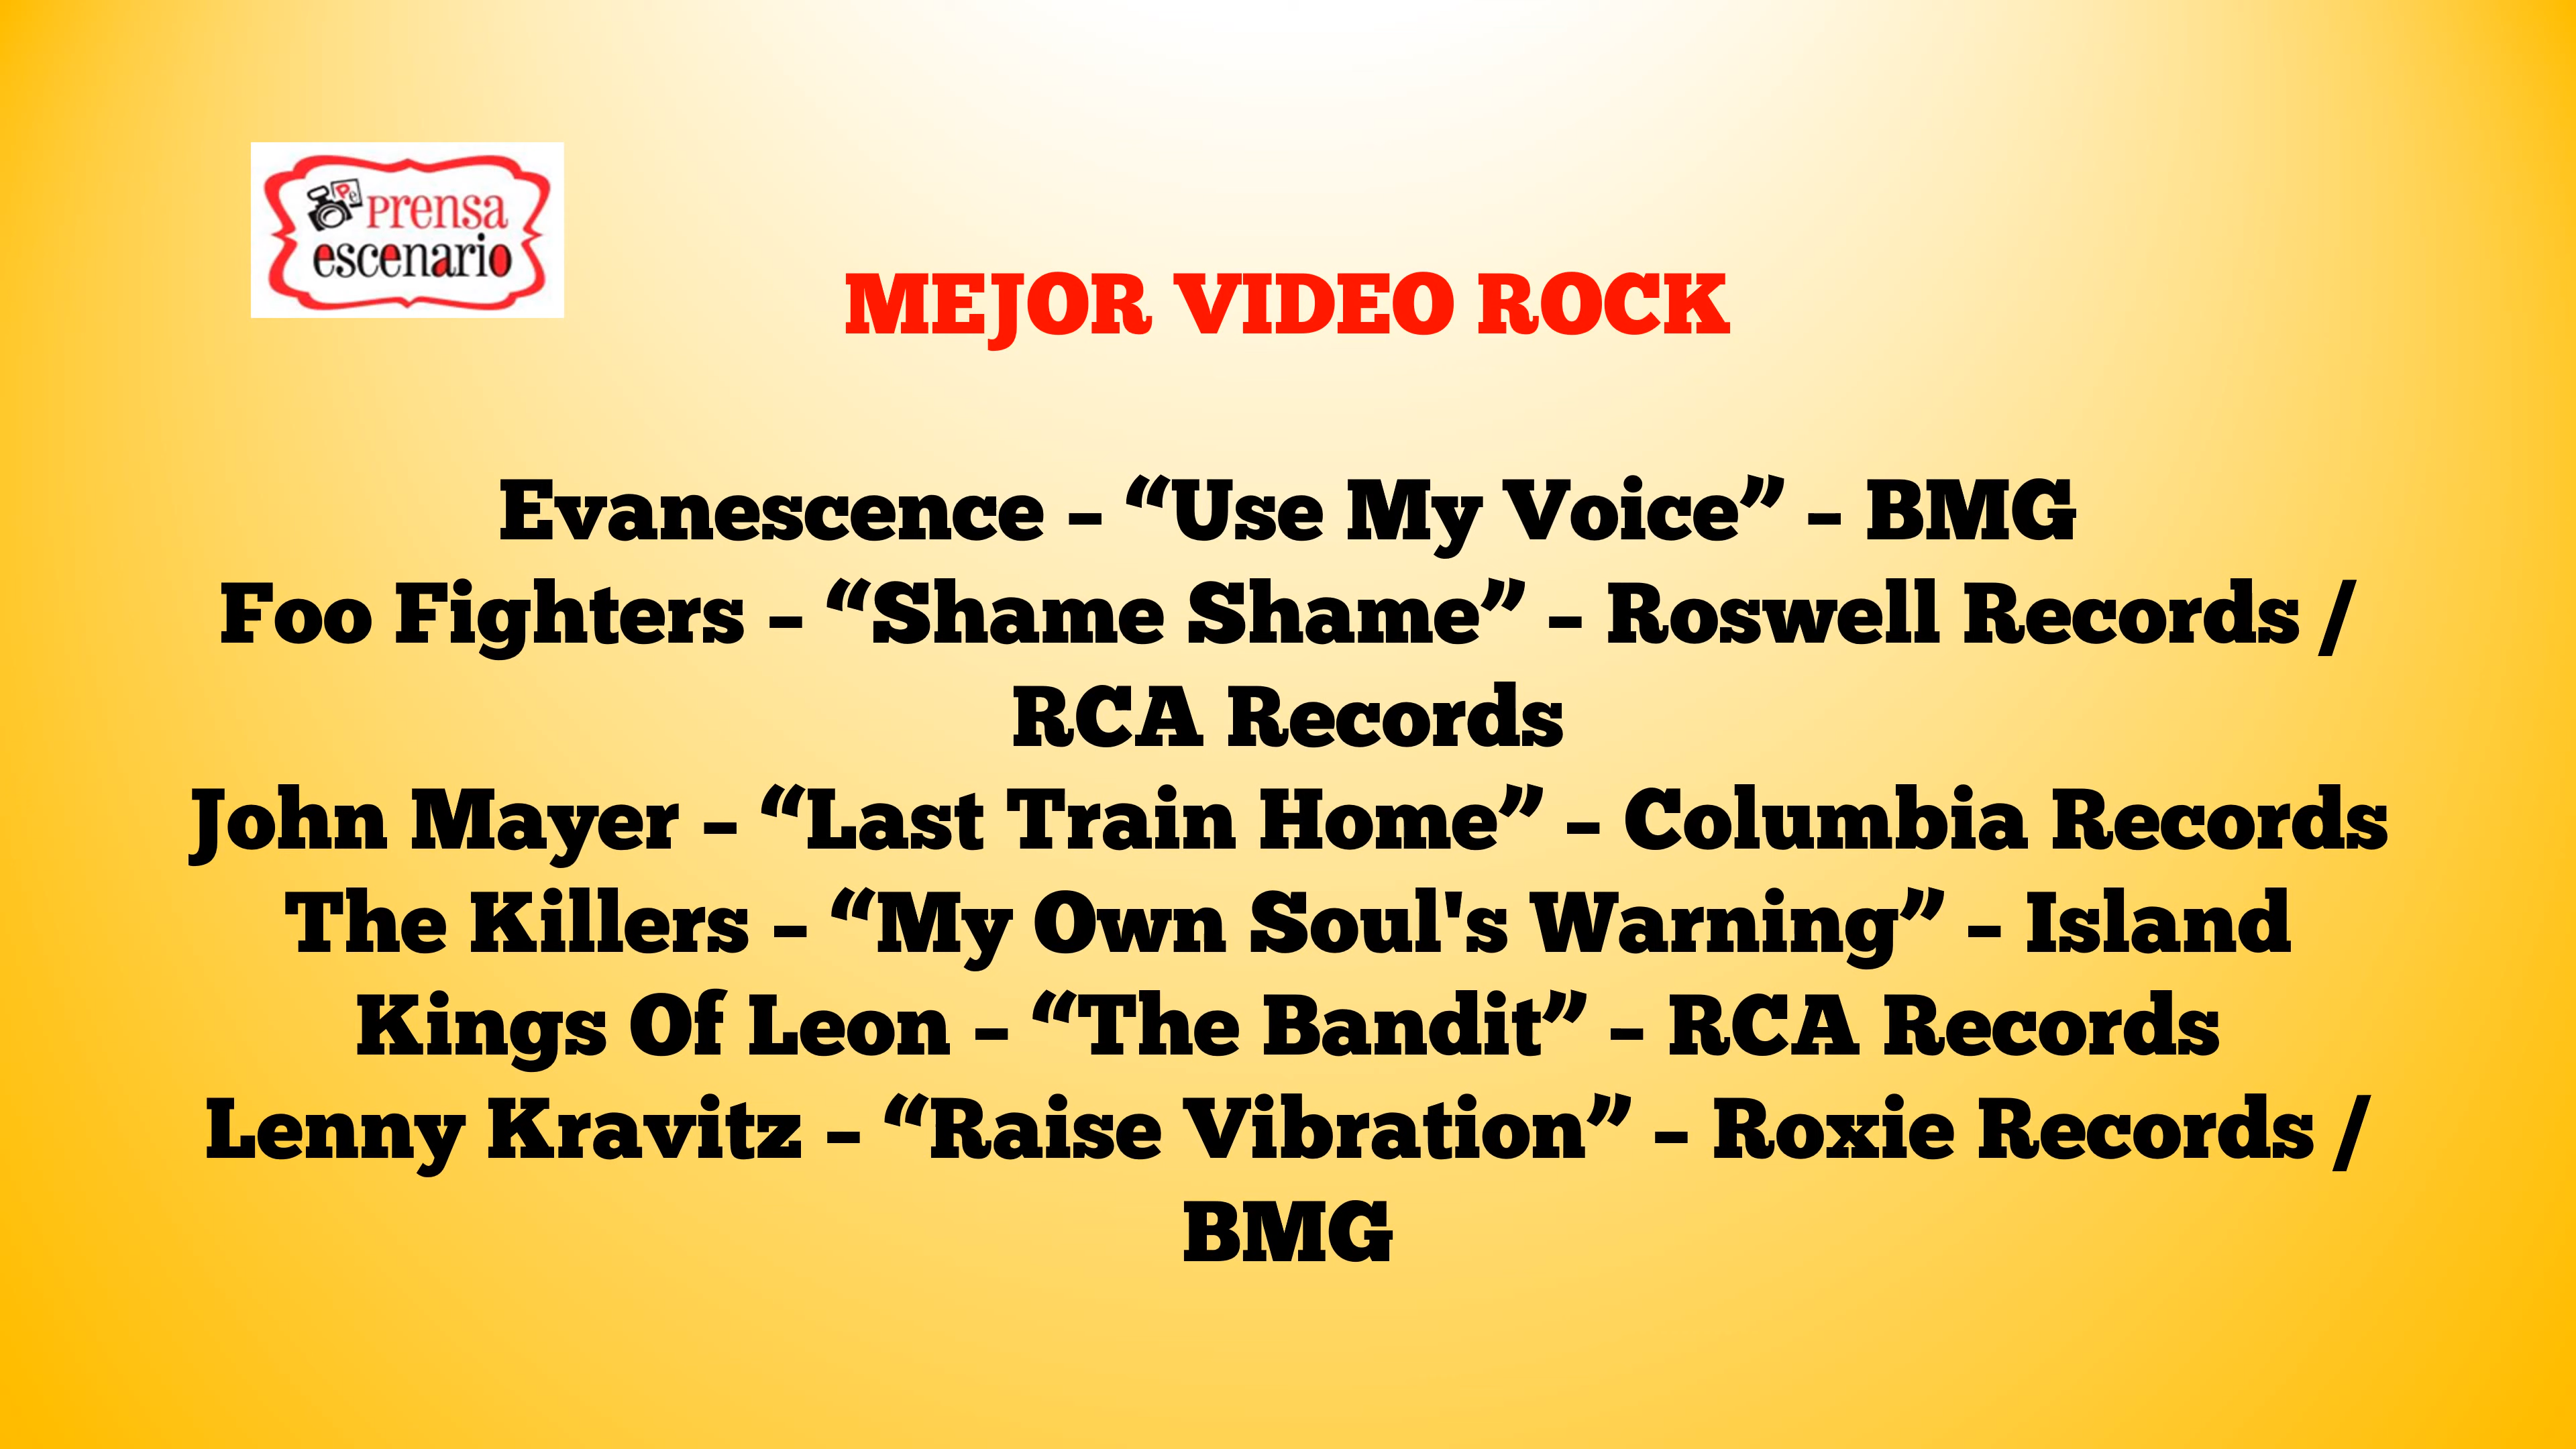 Pe prensa
escenario
MEJOR VIDEO ROCK
Evanescence – “Use My Voice” – BMG
Foo Fighters – “Shame Shame” – Roswell Records /
RCA Records
John Mayer – “Last Train Home” – Columbia Records
The Killers – “My Own Soul's Warning” – Island
Kings Of Leon – “The Bandit” – RCA Records
Lenny Kravitz – “Raise Vibration” – Roxie Records /
BMG